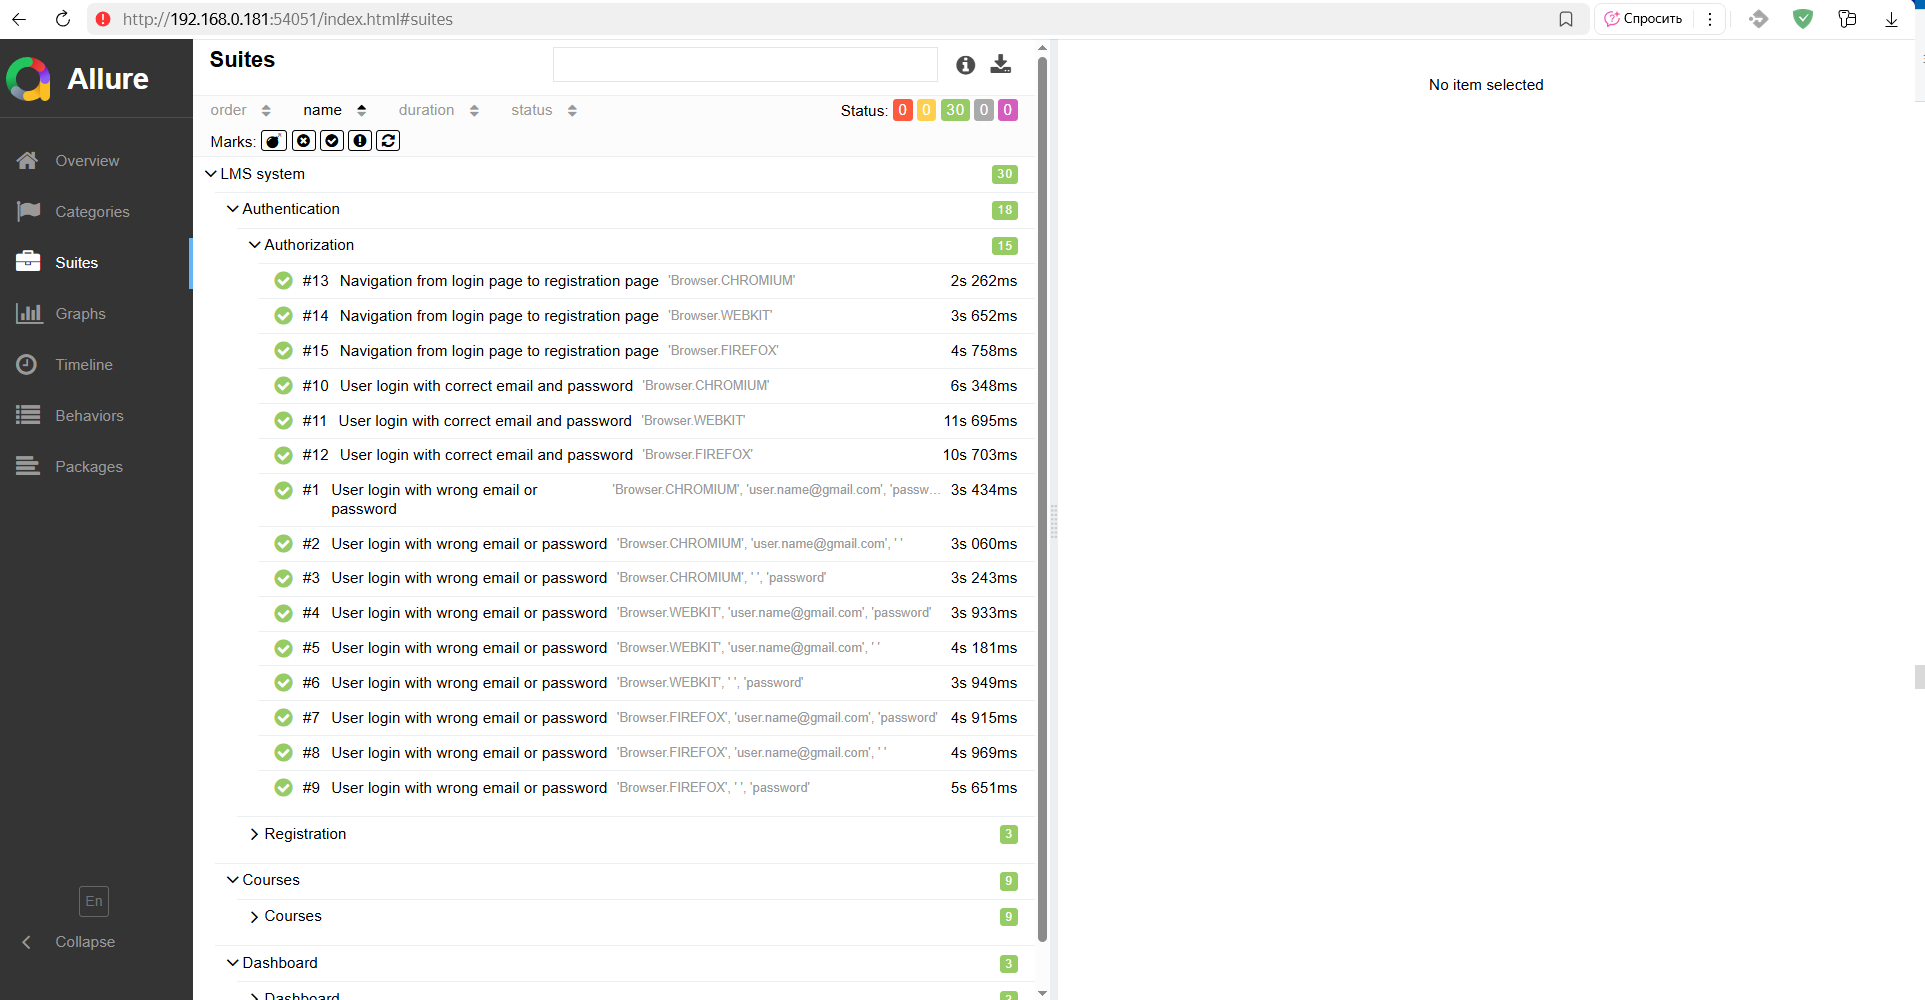 http://192.168.0.181:54051/index.html#suites
Спросить
Allure
Overview
Categories
Suites
Graphs
Timeline
Behaviors
Packages
En
Collapse
Suites
order name duration status
Status: 0 0 30 0 0
Marks:
LMS system 30
Authentication 18
Authorization 15
#13 Navigation from login page to registration page 'Browser.CHROMIUM' 2s 262ms
#14 Navigation from login page to registration page 'Browser.WEBKIT' 3s 652ms
#15 Navigation from login page to registration page 'Browser.FIREFOX' 4s 758ms
#10 User login with correct email and password 'Browser.CHROMIUM' 6s 348ms
#11 User login with correct email and password 'Browser.WEBKIT' 11s 695ms
#12 User login with correct email and password 'Browser.FIREFOX' 10s 703ms
#1 User login with wrong email or 'Browser.CHROMIUM', 'user.name@gmail.com', 'passw... 3s 434ms
password
#2 User login with wrong email or password 'Browser.CHROMIUM', 'user.name@gmail.com', ' ' 3s 060ms
#3 User login with wrong email or password 'Browser.CHROMIUM', ' ', 'password' 3s 243ms
#4 User login with wrong email or password 'Browser.WEBKIT', 'user.name@gmail.com', 'password' 3s 933ms
#5 User login with wrong email or password 'Browser.WEBKIT', 'user.name@gmail.com', ' ' 4s 181ms
#6 User login with wrong email or password 'Browser.WEBKIT', ' ', 'password' 3s 949ms
#7 User login with wrong email or password 'Browser.FIREFOX', 'user.name@gmail.com', 'password' 4s 915ms
#8 User login with wrong email or password 'Browser.FIREFOX', 'user.name@gmail.com', ' ' 4s 969ms
#9 User login with wrong email or password 'Browser.FIREFOX', ' ', 'password' 5s 651ms
Registration 3
Courses 9
Courses 9
Dashboard 3
Dashboard
No item selected